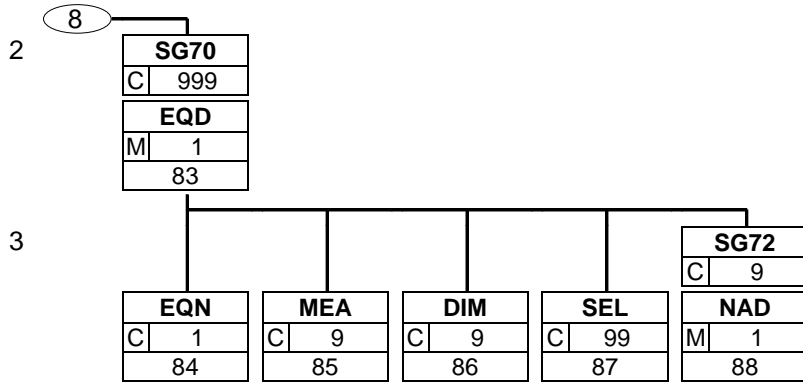 8
2
SG70
C 999
EQD
M 1
83
3
SG72
C 9
EQN MEA DIM SEL NAD
C 1 C 9 C 9 C 99 M 1
84 85 86 87 88